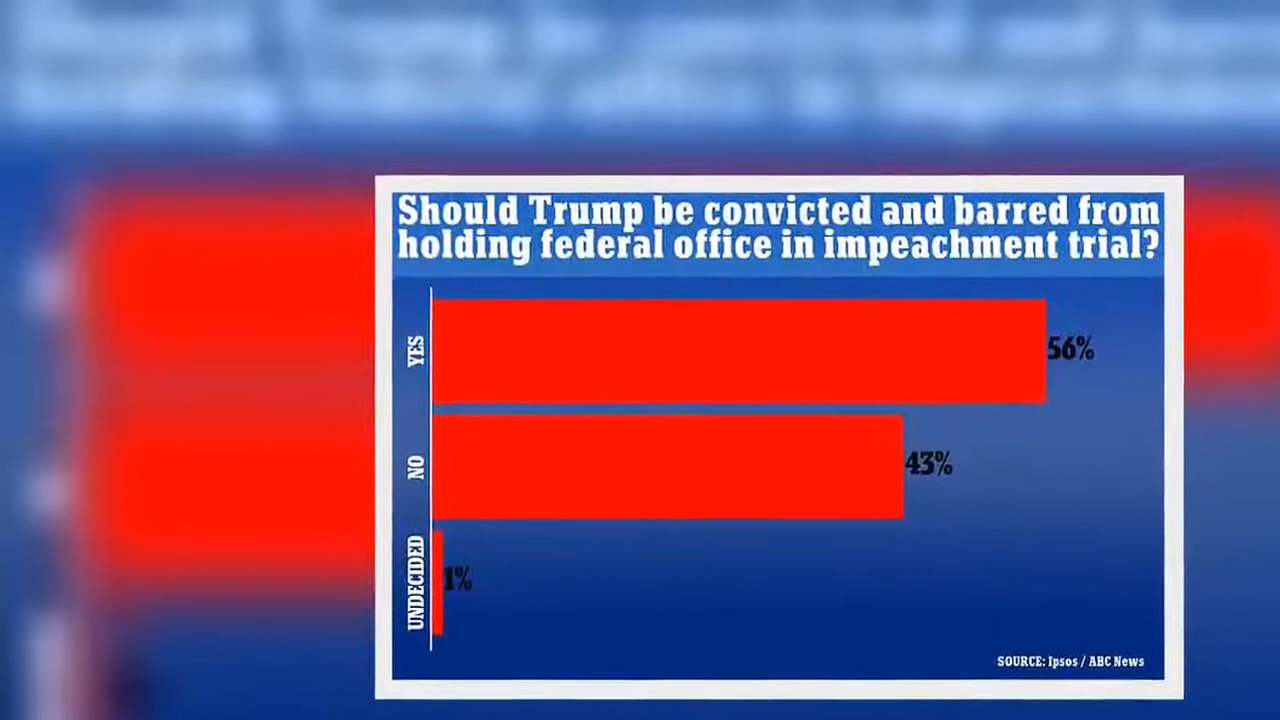 Should Trump be convicted and barred from
holding federal office in impeachment trial?
YES
56%
NO
43%
UNDECIDED
1%
SOURCE: Ipsos / ABC News